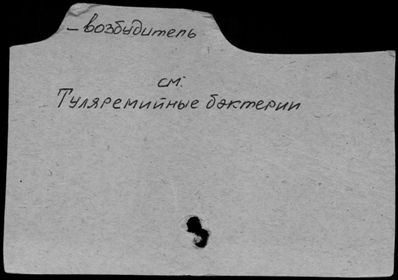 – возбудитель
см.
Туляремийные бактерии